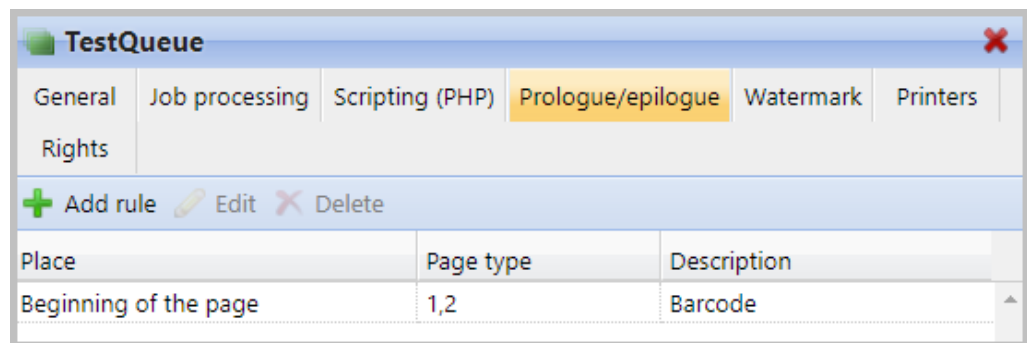 TestQueue
General Job processing Scripting (PHP) Prologue/epilogue Watermark Printers
Rights
Add rule Edit Delete
Place Page type Description
Beginning of the page 1,2 Barcode